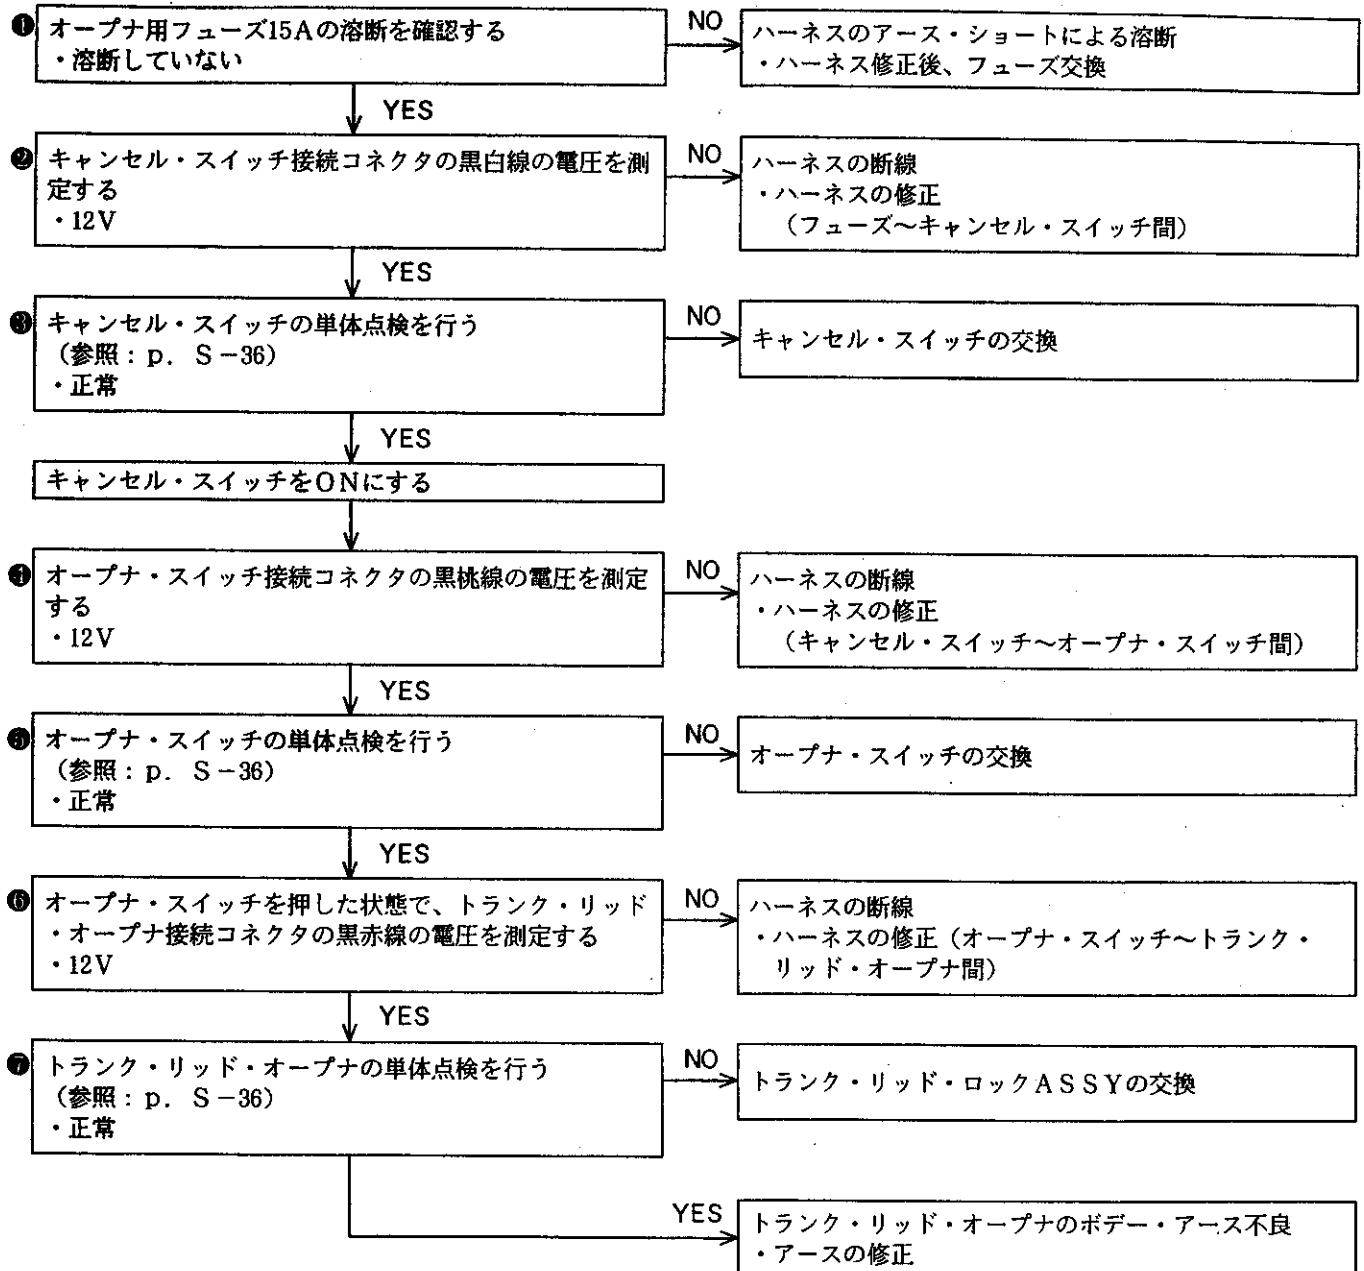 ❶ オープナ用フューズ15Aの溶断を確認する
・溶断していない
NO
ハーネスのアース・ショートによる溶断
・ハーネス修正後、フューズ交換
YES
❷ キャンセル・スイッチ接続コネクタの黒白線の電圧を測
定する
・12V
NO
ハーネスの断線
・ハーネスの修正
(フューズ〜キャンセル・スイッチ間)
YES
❸ キャンセル・スイッチの単体点検を行う
(参照:p. S-36)
・正常
NO
キャンセル・スイッチの交換
YES
キャンセル・スイッチをONにする
❹ オープナ・スイッチ接続コネクタの黒桃線の電圧を測定
する
・12V
NO
ハーネスの断線
・ハーネスの修正
(キャンセル・スイッチ〜オープナ・スイッチ間)
YES
❺ オープナ・スイッチの単体点検を行う
(参照:p. S-36)
・正常
NO
オープナ・スイッチの交換
YES
❻ オープナ・スイッチを押した状態で、トランク・リッド
・オープナ接続コネクタの黒赤線の電圧を測定する
・12V
NO
ハーネスの断線
・ハーネスの修正(オープナ・スイッチ〜トランク・
リッド・オープナ間)
YES
❼ トランク・リッド・オープナの単体点検を行う
(参照:p. S-36)
・正常
NO
トランク・リッド・ロックASSYの交換
YES
トランク・リッド・オープナのボデー・アース不良
・アースの修正